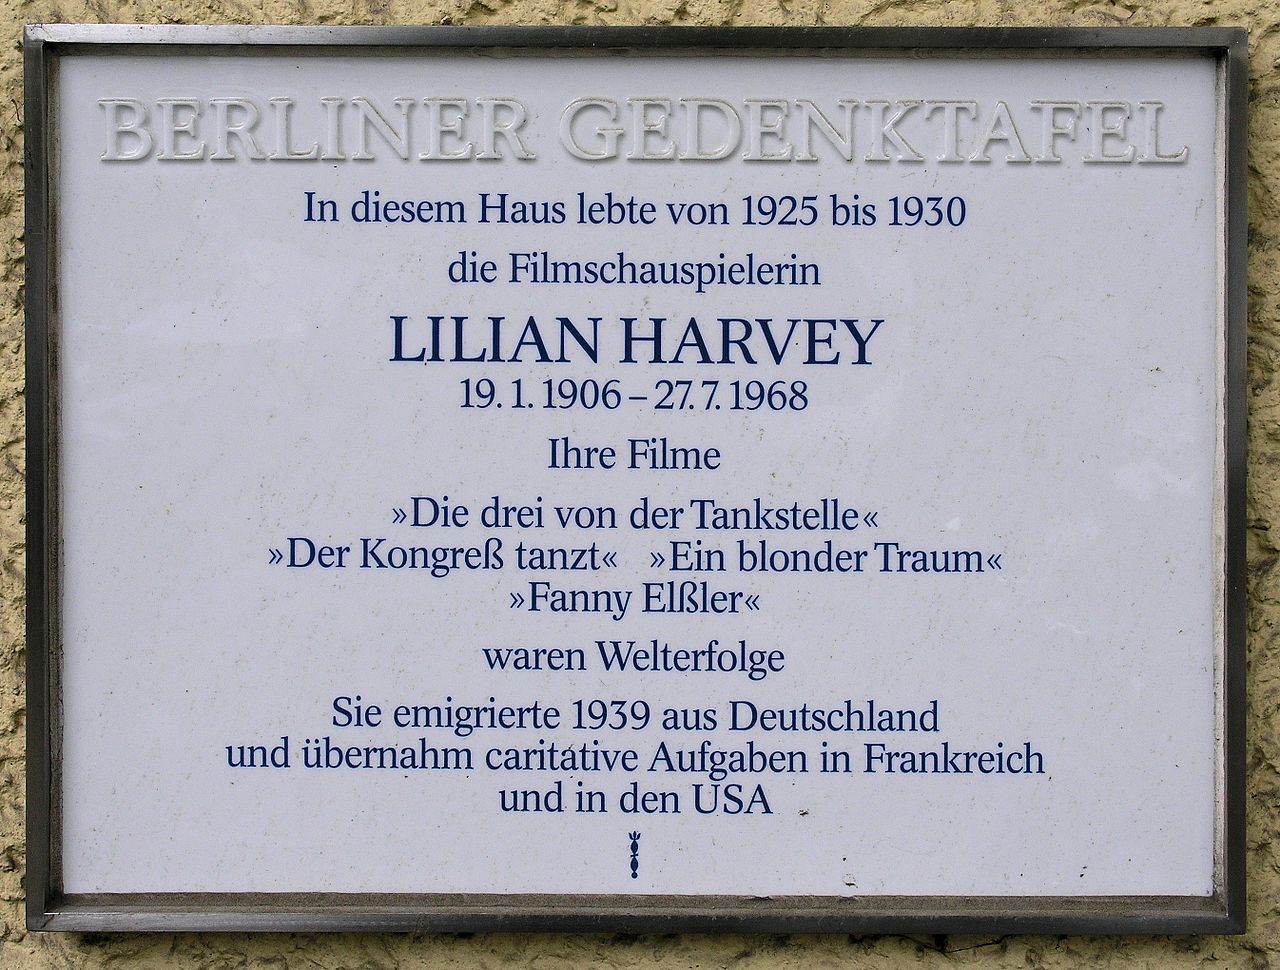 BERLINER GEDENKTAFEL
In diesem Haus lebte von 1925 bis 1930
die Filmschauspielerin
LILIAN HARVEY
19. 1. 1906 – 27. 7. 1968
Ihre Filme
»Die drei von der Tankstelle«
»Der Kongreß tanzt« »Ein blonder Traum«
»Fanny Elßler«
waren Welterfolge
Sie emigrierte 1939 aus Deutschland
und übernahm caritative Aufgaben in Frankreich
und in den USA